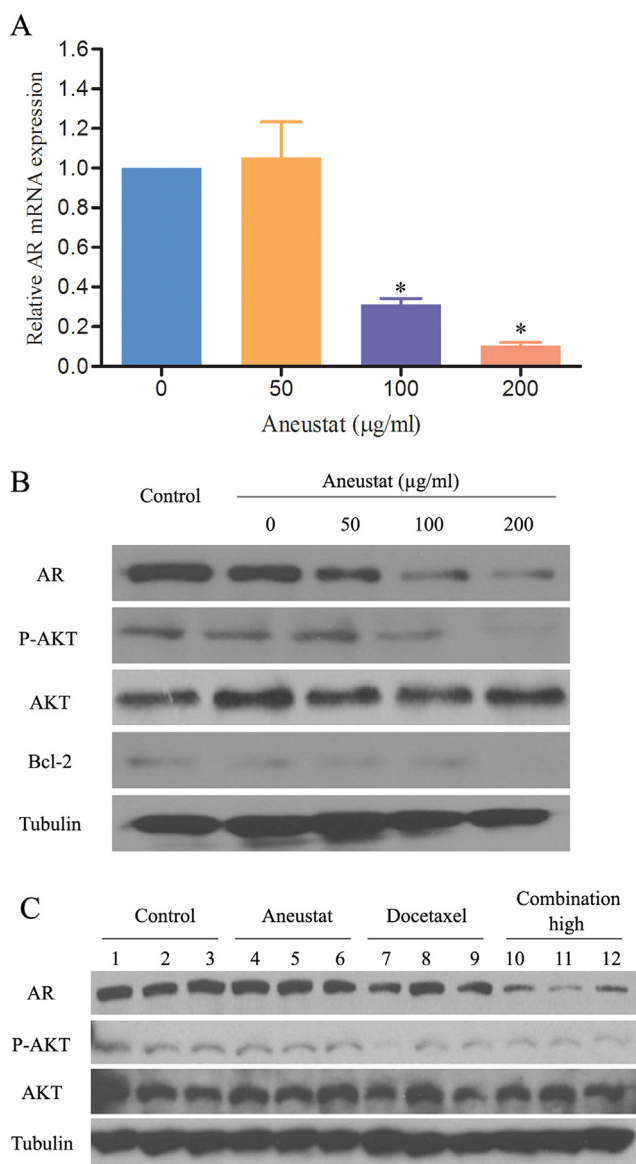 A
Relative AR mRNA expression
1.6
1.4
1.2
1.0
0.8
0.6
0.4
0.2
0.0
* *
0 50 100 200
Aneustat (µg/ml)
B
Control Aneustat (µg/ml)
0 50 100 200
AR
P-AKT
AKT
Bcl-2
Tubulin
C
Control Aneustat Docetaxel Combination high
1 2 3 4 5 6 7 8 9 10 11 12
AR
P-AKT
AKT
Tubulin